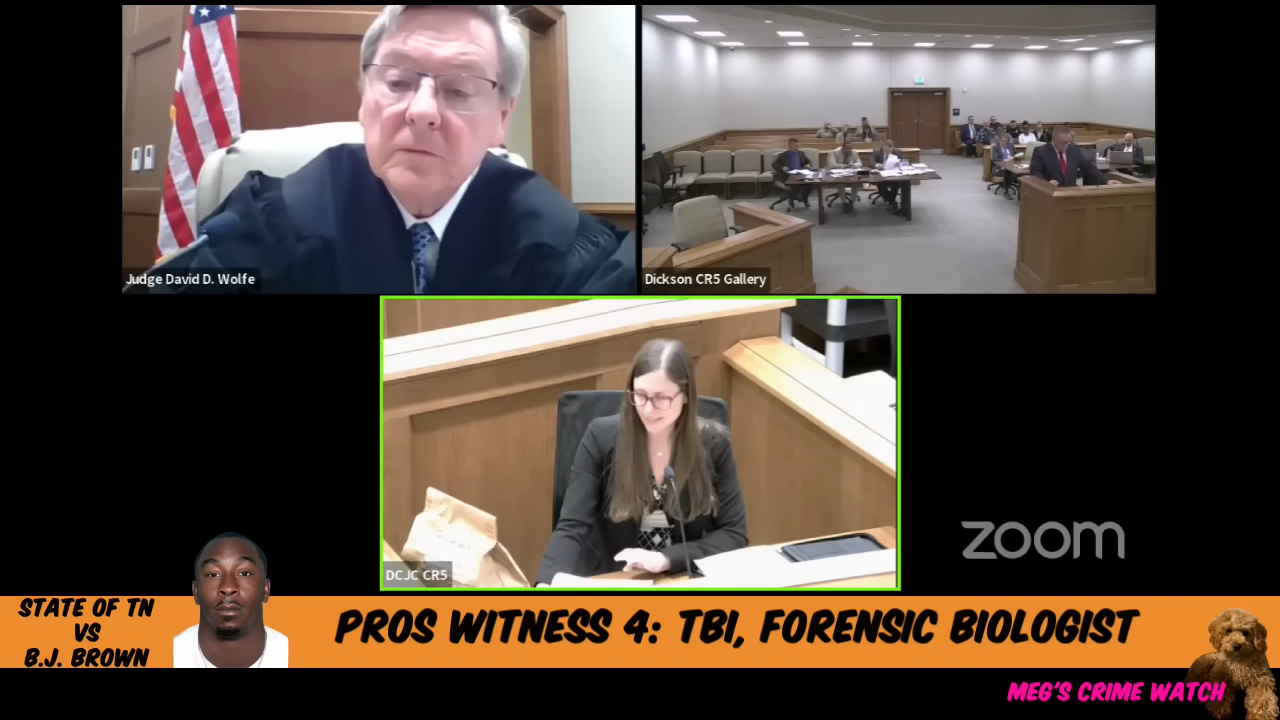 Judge David D. Wolfe
Dickson CR5 Gallery
DCJC CR5
zoom
STATE OF TN
VS
B.J. BROWN
PROS WITNESS 4: TBI, FORENSIC BIOLOGIST
MEG'S CRIME WATCH